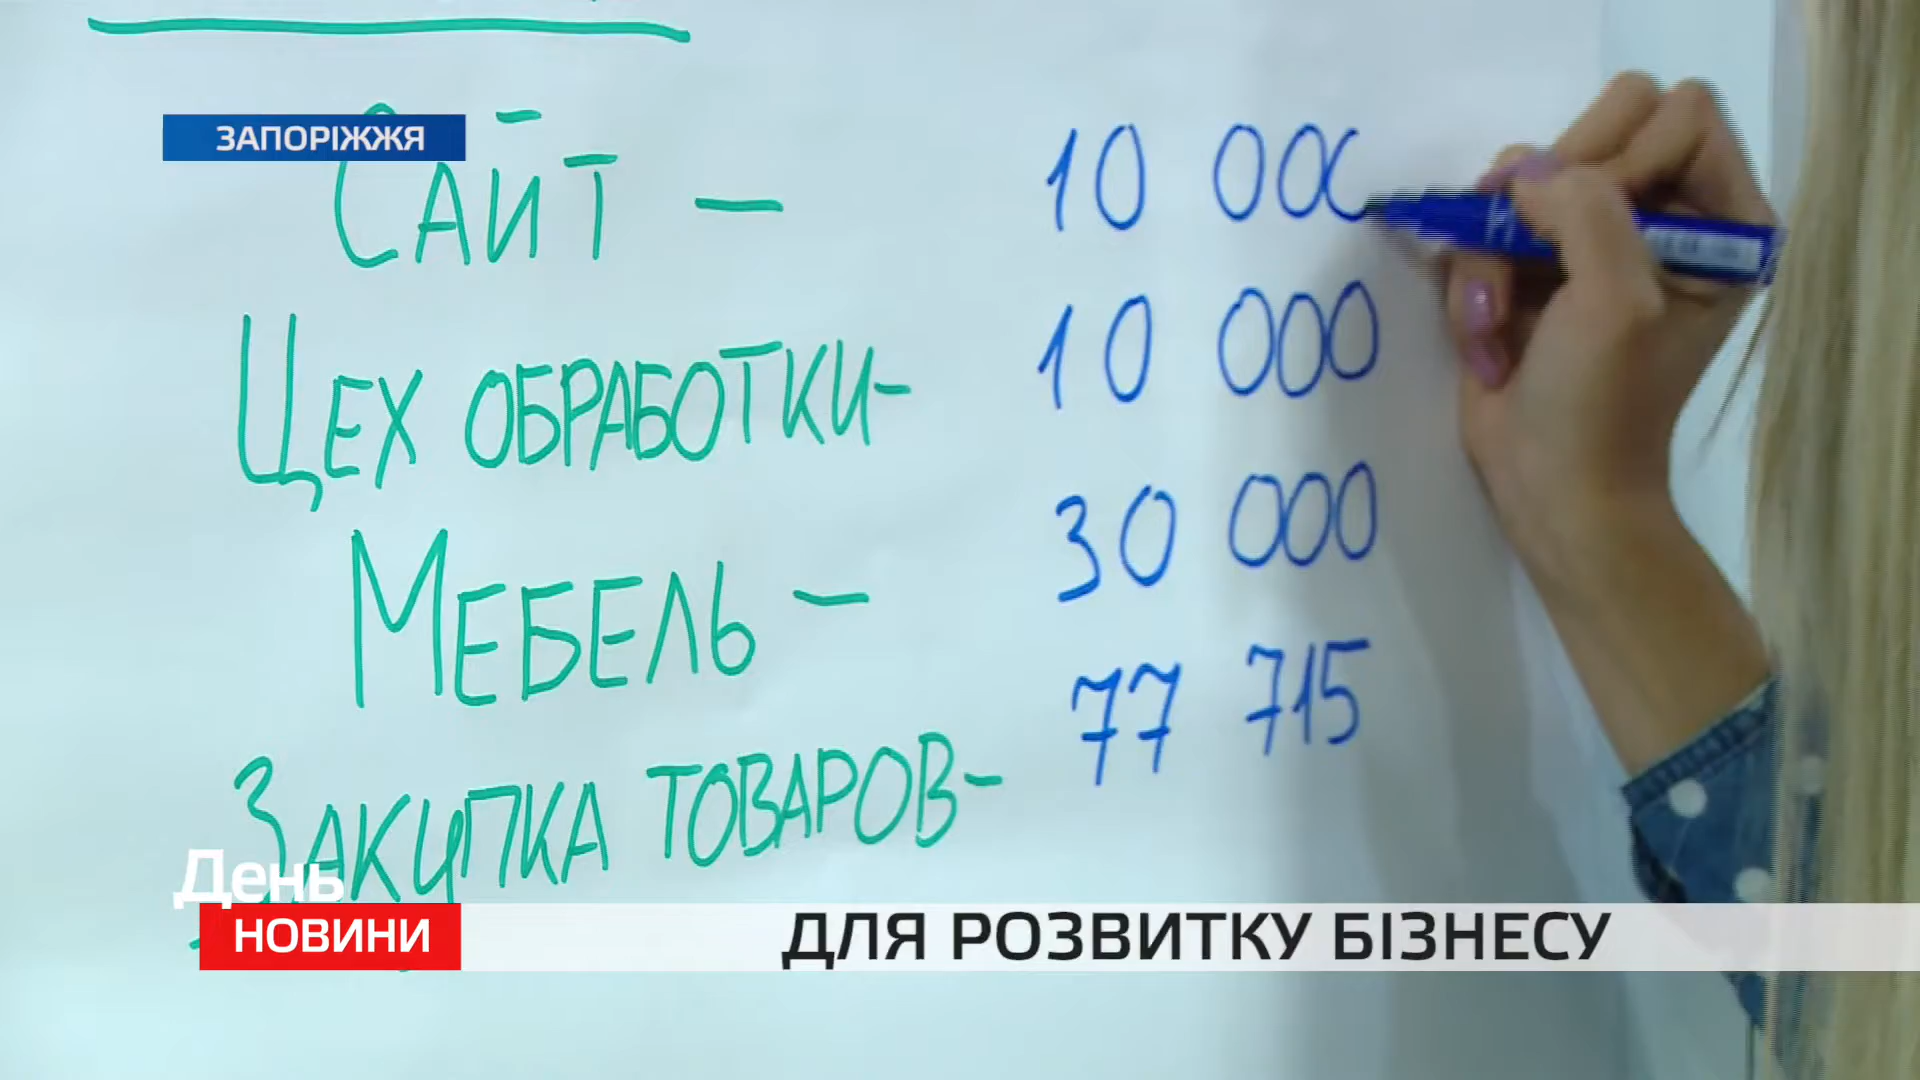 ЗАПОРІЖЖЯ
САЙТ — 10 000
ЦЕХ ОБРАБОТКИ- 10 000
МЕБЕЛЬ — 30 000
ЗАКУПКА ТОВАРОВ- 77 715
День
НОВИНИ
ДЛЯ РОЗВИТКУ БІЗНЕСУ